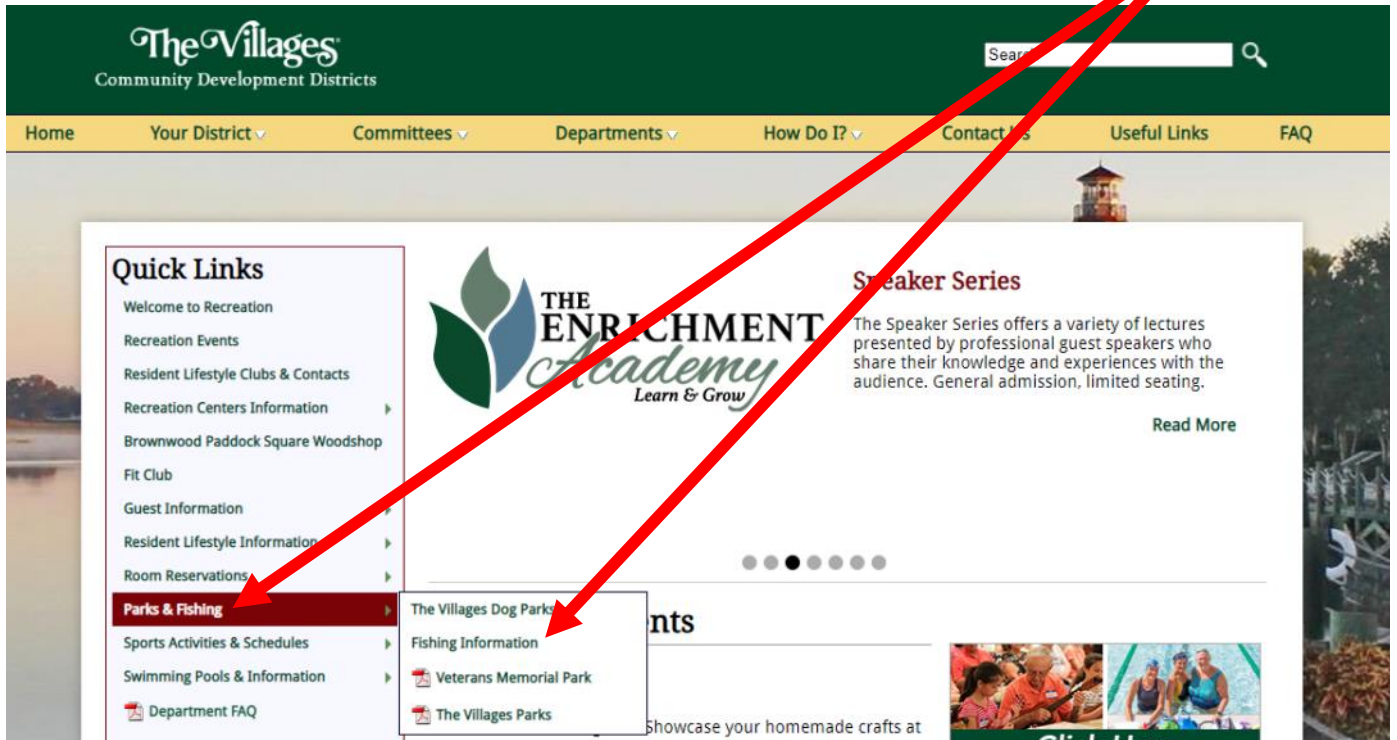 The Villages
Community Development Districts
Home Your District Committees Departments How Do I? Contact Us Useful Links FAQ
Quick Links
Welcome to Recreation
Recreation Events
Resident Lifestyle Clubs & Contacts
Recreation Centers Information
Brownwood Paddock Square Woodshop
Fit Club
Guest Information
Resident Lifestyle Information
Room Reservations
Parks & Fishing
Sports Activities & Schedules
Swimming Pools & Information
Department FAQ
The Villages Dog Parks
Fishing Information
Veterans Memorial Park
The Villages Parks
THE
ENRICHMENT
Academy
Learn & Grow
Speaker Series
The Speaker Series offers a variety of lectures
presented by professional guest speakers who
share their knowledge and experiences with the
audience. General admission, limited seating.
Read More
nts
Showcase your homemade crafts at